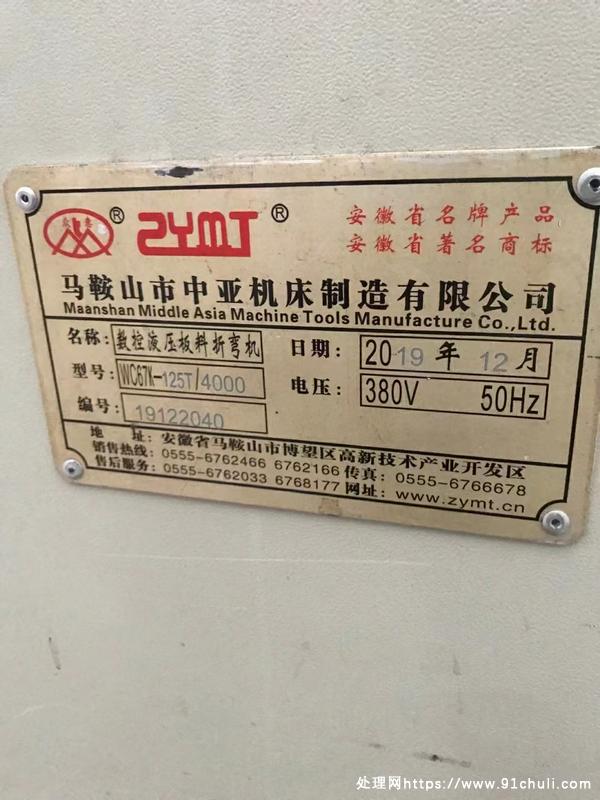 ZYMT® 安徽省名牌产品
安徽省著名商标
马鞍山市中亚机床制造有限公司
Maanshan Middle Asia Machine Tools Manufacture Co.,Ltd.
名称: 数控液压板料折弯机 日期: 2019 年 12 月
型号: WC67K-125T/4000 电压: 380V 50Hz
编号: 19122040
地 址: 安徽省马鞍山市博望区高新技术产业开发区
销售热线: 0555-6762466 6762166 传真: 0555-6766678
售后服务: 0555-6762033 6768177 网址: www.zymt.cn
处理网https://www.91chuli.com